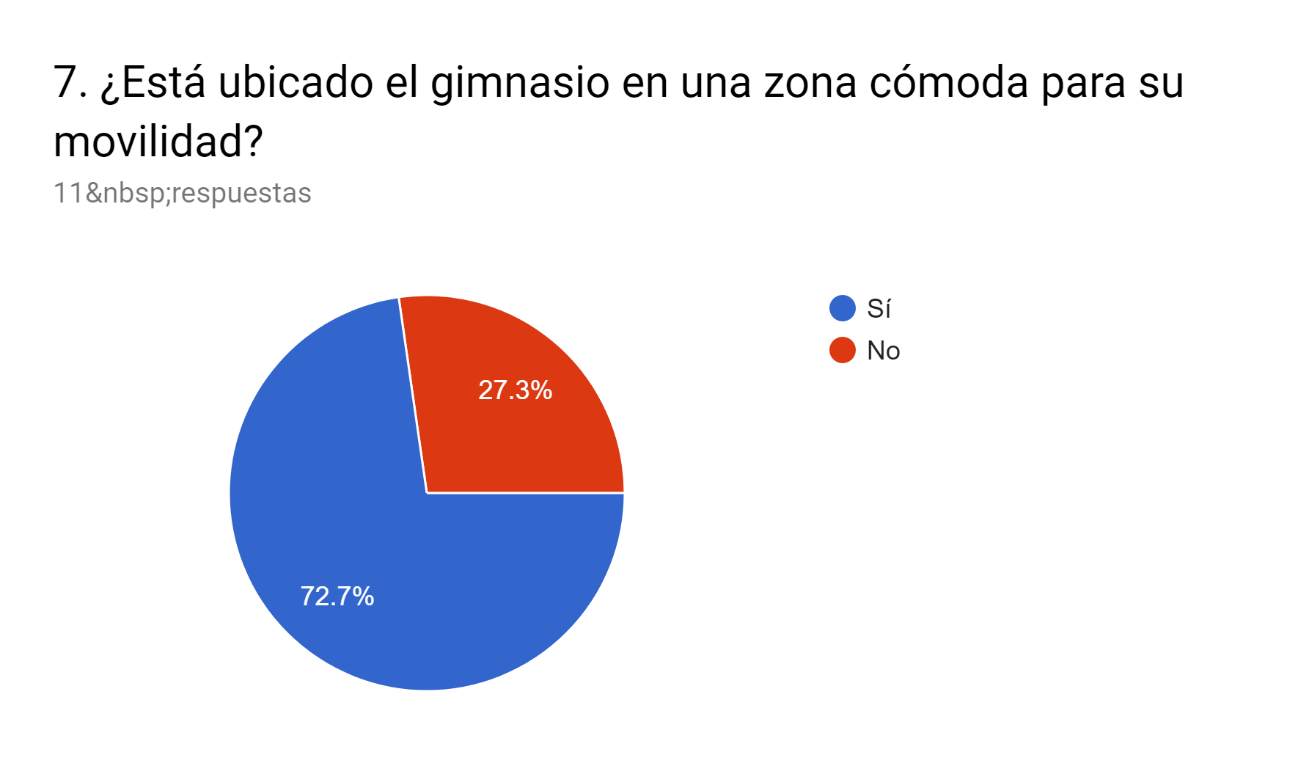 7. ¿Está ubicado el gimnasio en una zona cómoda para su
movilidad?
11&nbsp;respuestas
Sí
No
27.3%
72.7%